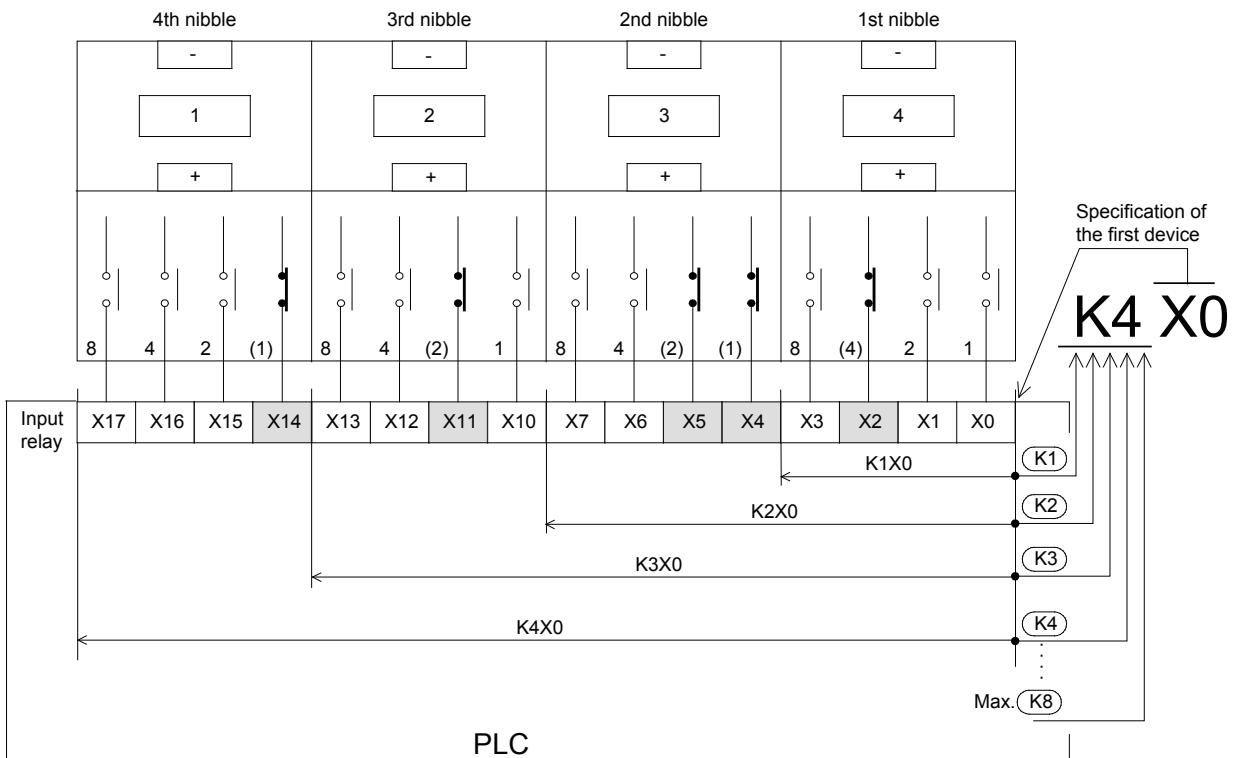 4th nibble 3rd nibble 2nd nibble 1st nibble
- - - -
1 2 3 4
+ + + +
Specification of
the first device
K4 X0
8 4 2 (1) 8 4 (2) 1 8 4 (2) (1) 8 (4) 2 1
Input
relay
X17 X16 X15 X14 X13 X12 X11 X10 X7 X6 X5 X4 X3 X2 X1 X0
K1X0 K1
K2X0 K2
K3X0 K3
K4X0 K4
Max. K8
PLC